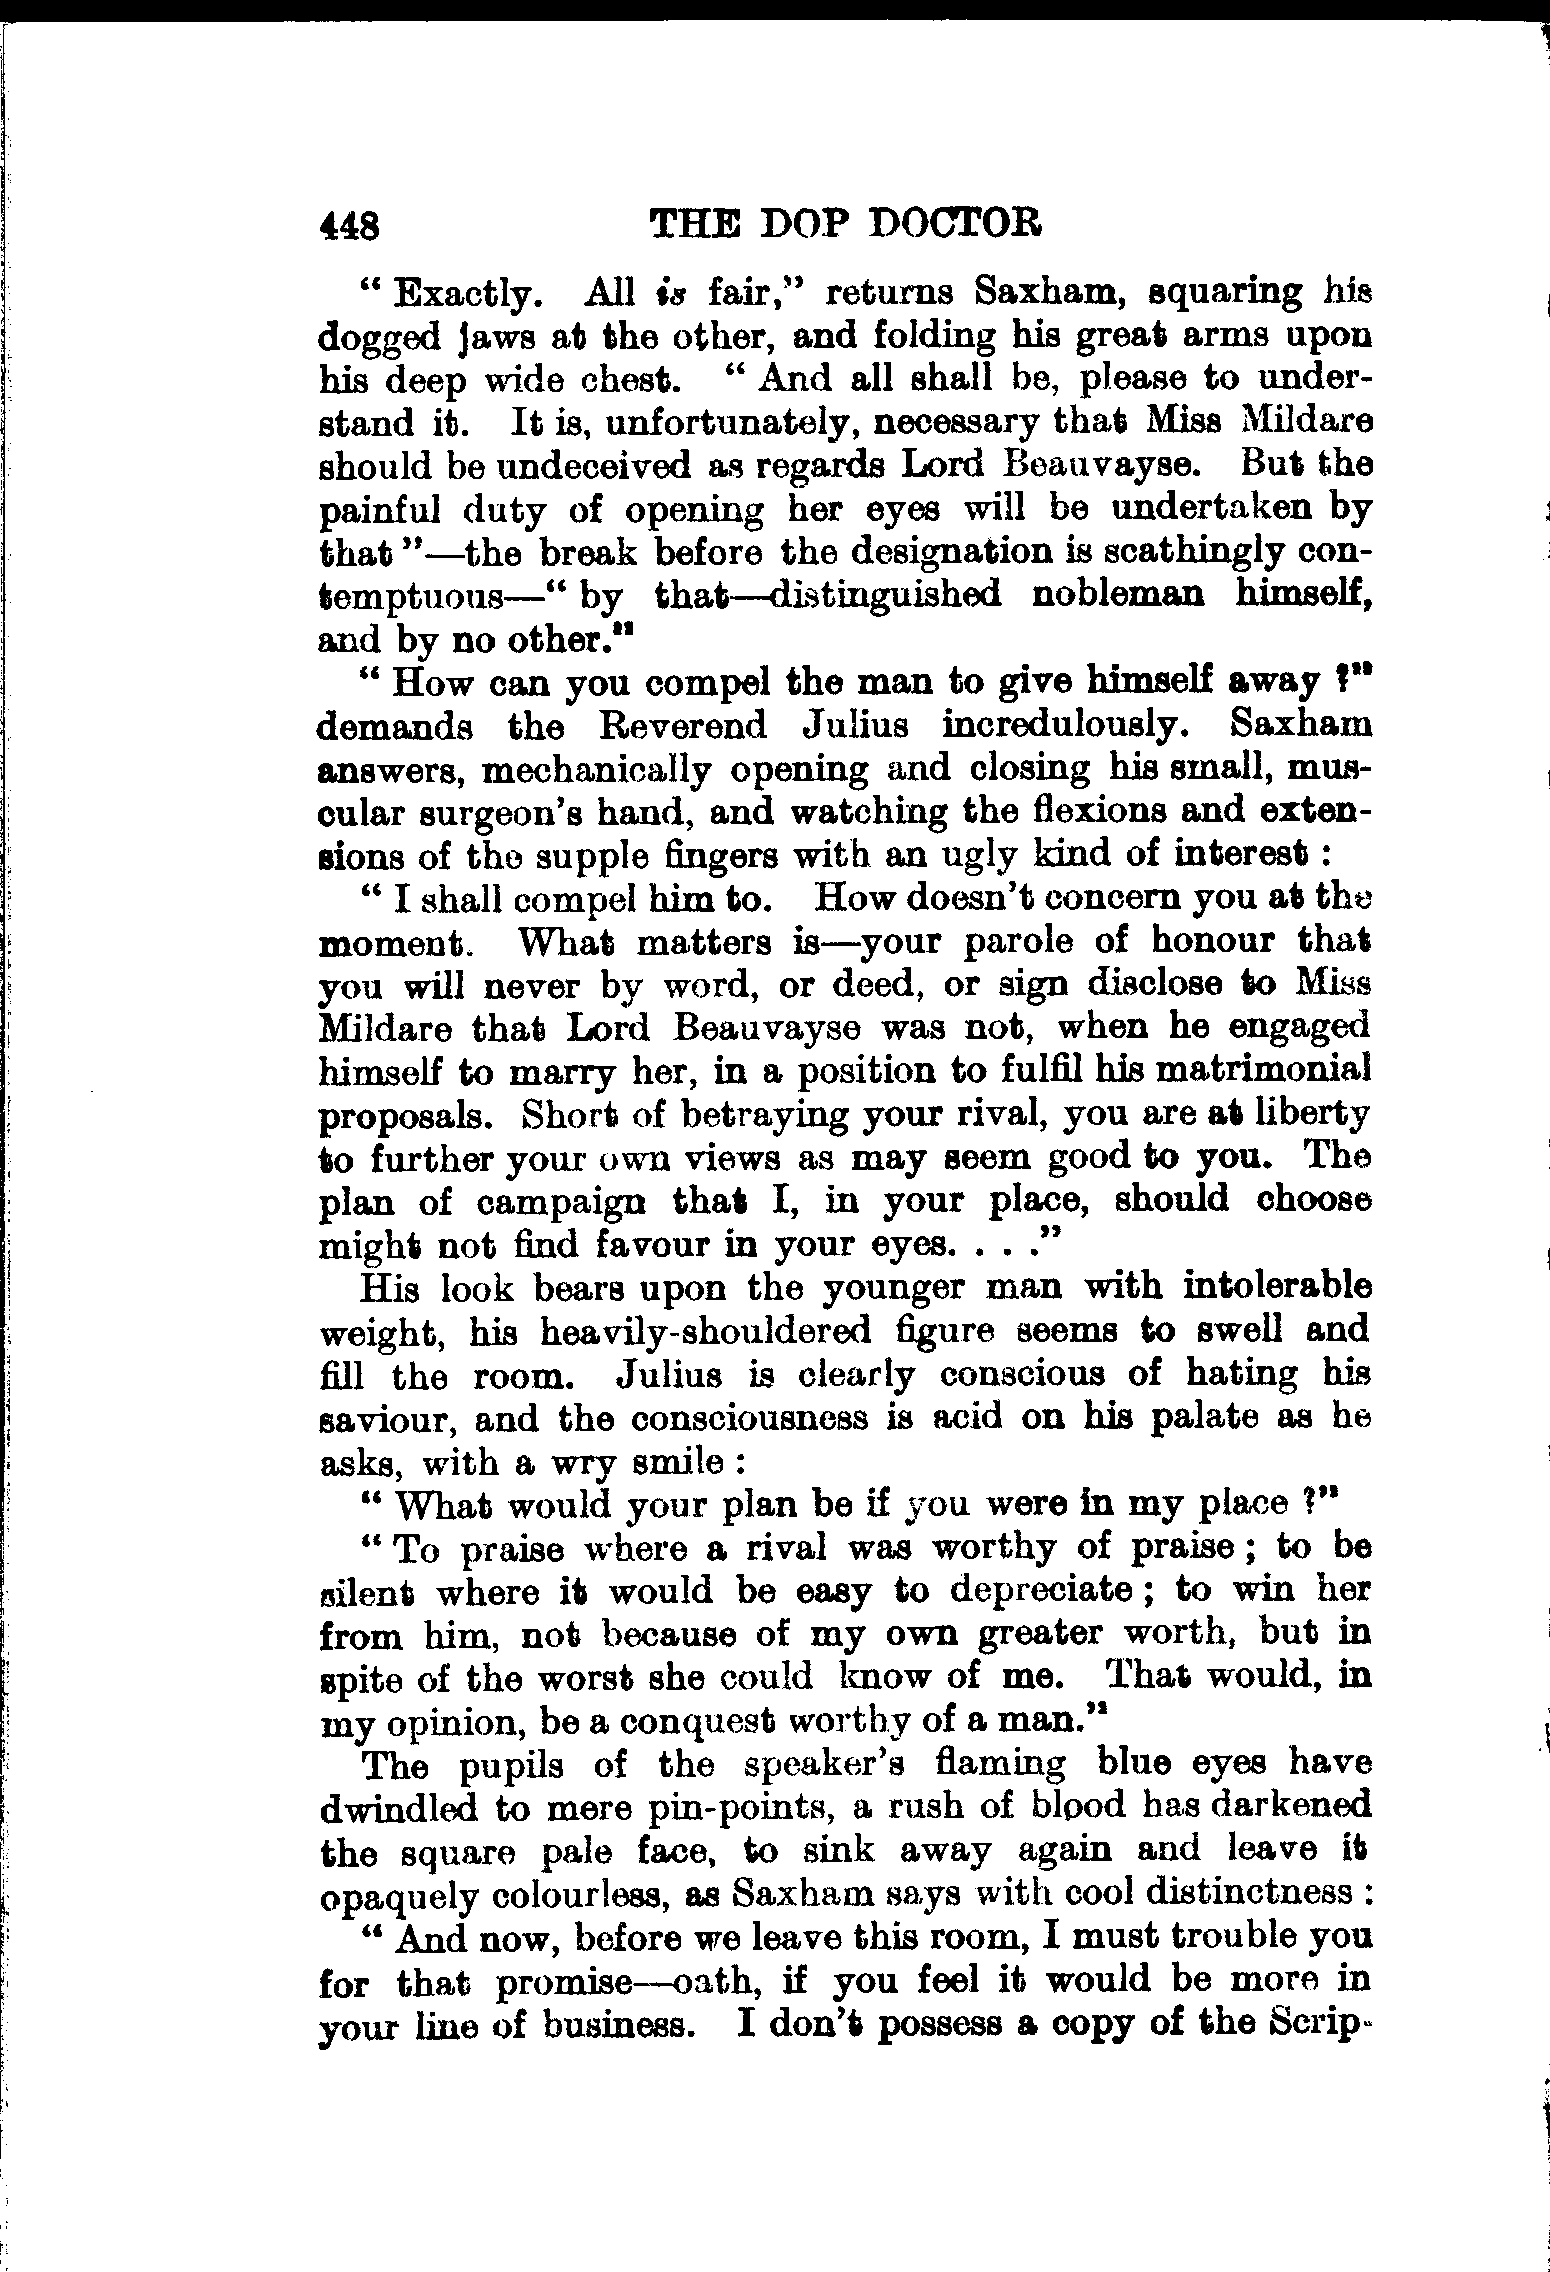 448 THE DOP DOCTOR
" Exactly. All is fair," returns Saxham, squaring his
dogged jaws at the other, and folding his great arms upon
his deep wide chest. " And all shall be, please to under-
stand it. It is, unfortunately, necessary that Miss Mildare
should be undeceived as regards Lord Beauvayse. But the
painful duty of opening her eyes will be undertaken by
that "—the break before the designation is scathingly con-
temptuous—" by that—distinguished nobleman himself,
and by no other."
" How can you compel the man to give himself away ?"
demands the Reverend Julius incredulously. Saxham
answers, mechanically opening and closing his small, mus-
cular surgeon's hand, and watching the flexions and exten-
sions of the supple fingers with an ugly kind of interest :
" I shall compel him to. How doesn't concern you at the
moment. What matters is—your parole of honour that
you will never by word, or deed, or sign disclose to Miss
Mildare that Lord Beauvayse was not, when he engaged
himself to marry her, in a position to fulfil his matrimonial
proposals. Short of betraying your rival, you are at liberty
to further your own views as may seem good to you. The
plan of campaign that I, in your place, should choose
might not find favour in your eyes. . . ."
His look bears upon the younger man with intolerable
weight, his heavily-shouldered figure seems to swell and
fill the room. Julius is clearly conscious of hating his
saviour, and the consciousness is acid on his palate as he
asks, with a wry smile :
" What would your plan be if you were in my place ?"
" To praise where a rival was worthy of praise ; to be
silent where it would be easy to depreciate ; to win her
from him, not because of my own greater worth, but in
spite of the worst she could know of me. That would, in
my opinion, be a conquest worthy of a man."
The pupils of the speaker's flaming blue eyes have
dwindled to mere pin-points, a rush of blood has darkened
the square pale face, to sink away again and leave it
opaquely colourless, as Saxham says with cool distinctness :
" And now, before we leave this room, I must trouble you
for that promise—oath, if you feel it would be more in
your line of business. I don't possess a copy of the Scrip-